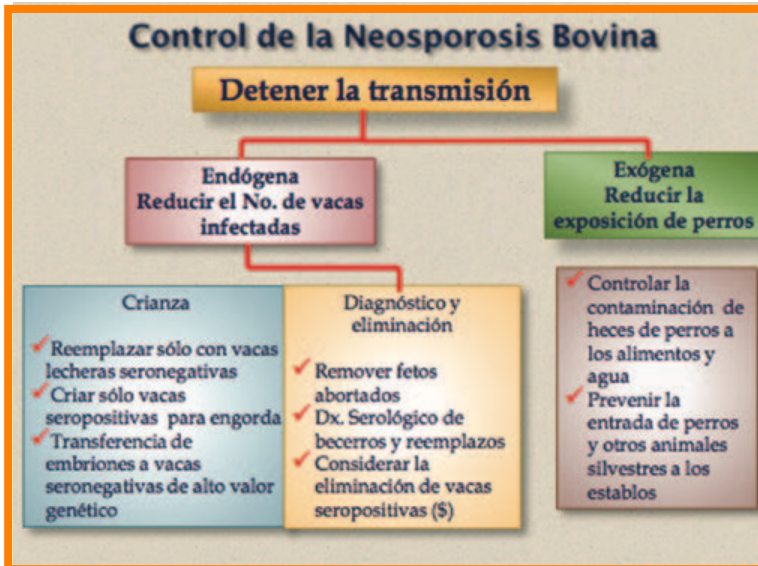 Control de la Neosporosis Bovina
Detener la transmisión
Endógena
Reducir el No. de vacas
infectadas
Exógena
Reducir la
exposición de perros
Crianza
Reemplazar sólo con vacas
lecheras seronegativas
Criar sólo vacas
seropositivas para engorda
Transferencia de
embriones a vacas
seronegativas de alto valor
genético
Diagnóstico y
eliminación
Remover fetos
abortados
Dx. Serológico de
becerros y reemplazos
Considerar la
eliminación de vacas
seropositivas ($)
Controlar la
contaminación de
heces de perros a
los alimentos y
agua
Prevenir la
entrada de perros
y otros animales
silvestres a los
establos